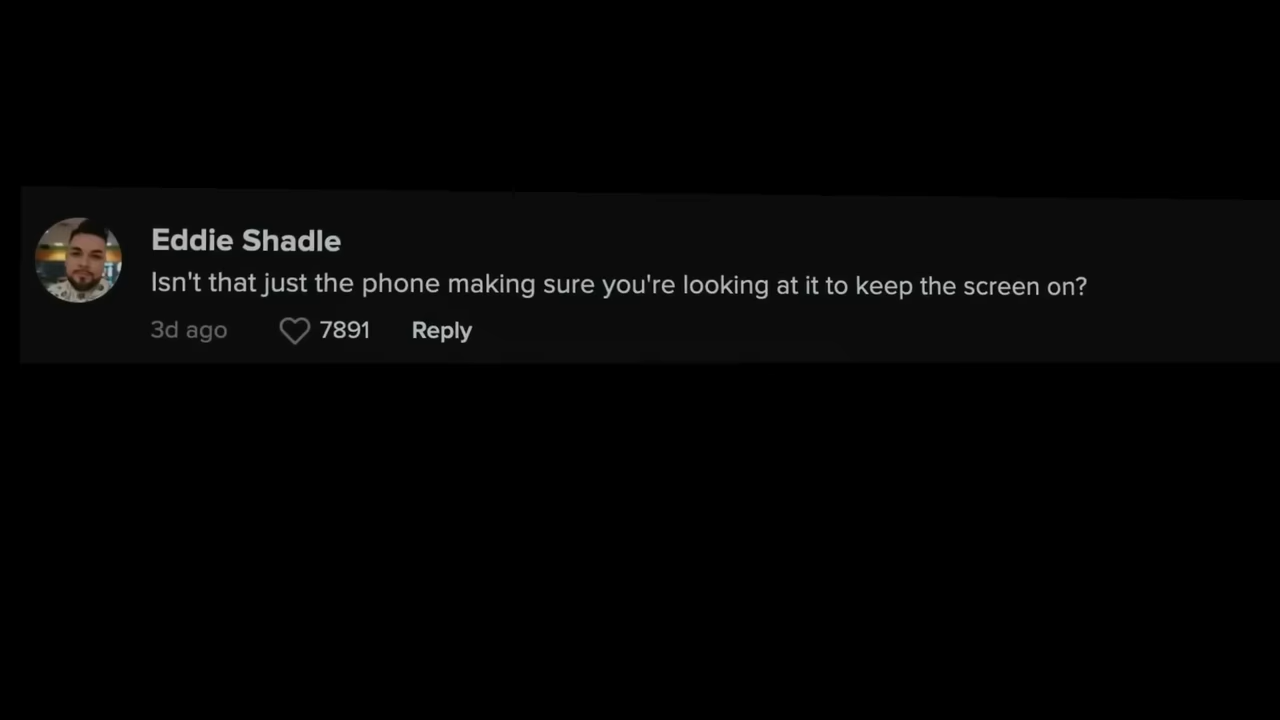 Eddie Shadle
Isn't that just the phone making sure you're looking at it to keep the screen on?
3d ago 7891 Reply